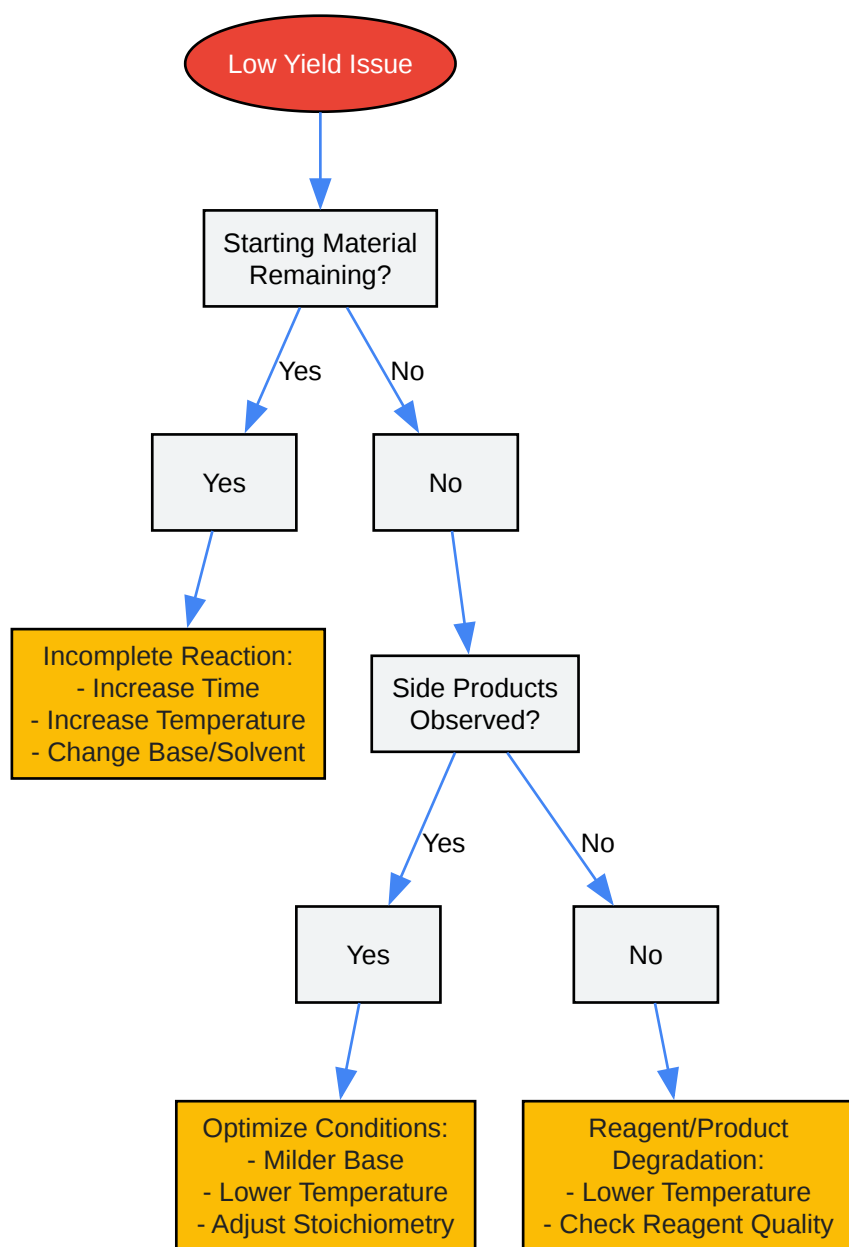 Low Yield Issue
Starting Material
Remaining?
Yes
No
Yes
No
Incomplete Reaction:
- Increase Time
- Increase Temperature
- Change Base/Solvent
Side Products
Observed?
Yes
No
Yes
No
Optimize Conditions:
- Milder Base
- Lower Temperature
- Adjust Stoichiometry
Reagent/Product
Degradation:
- Lower Temperature
- Check Reagent Quality